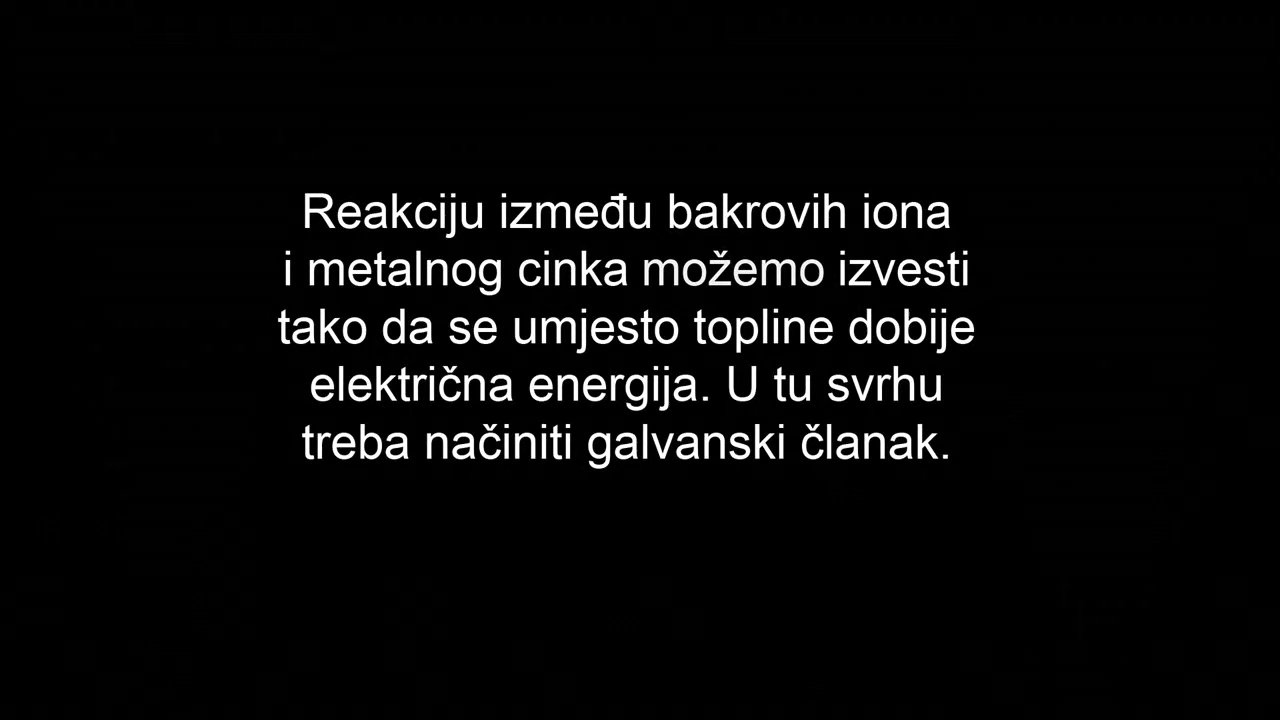 Reakciju između bakrovih iona
i metalnog cinka možemo izvesti
tako da se umjesto topline dobije
električna energija. U tu svrhu
treba načiniti galvanski članak.